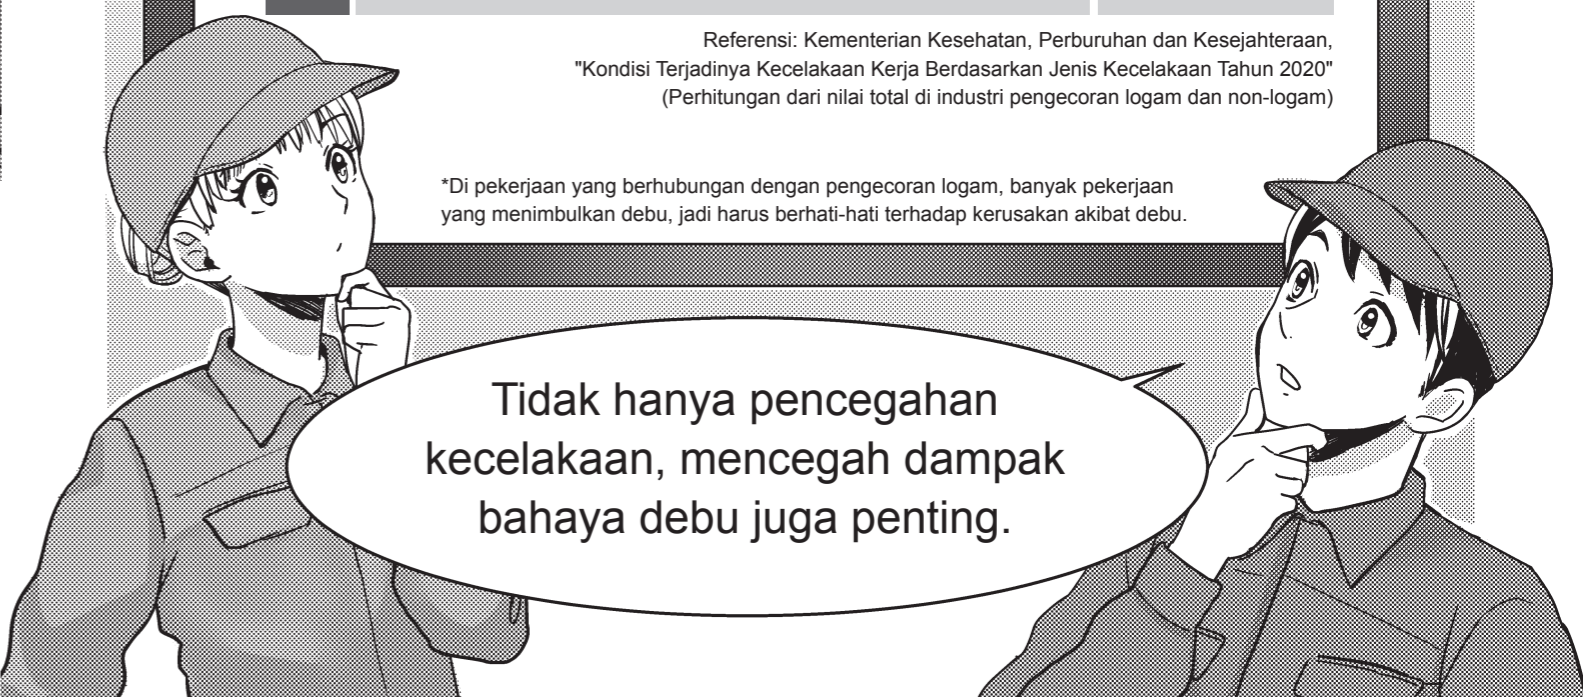 Referensi: Kementerian Kesehatan, Perburuhan dan Kesejahteraan,
"Kondisi Terjadinya Kecelakaan Kerja Berdasarkan Jenis Kecelakaan Tahun 2020"
(Perhitungan dari nilai total di industri pengecoran logam dan non-logam)
*Di pekerjaan yang berhubungan dengan pengecoran logam, banyak pekerjaan
yang menimbulkan debu, jadi harus berhati-hati terhadap kerusakan akibat debu.
Tidak hanya pencegahan
kecelakaan, mencegah dampak
bahaya debu juga penting.